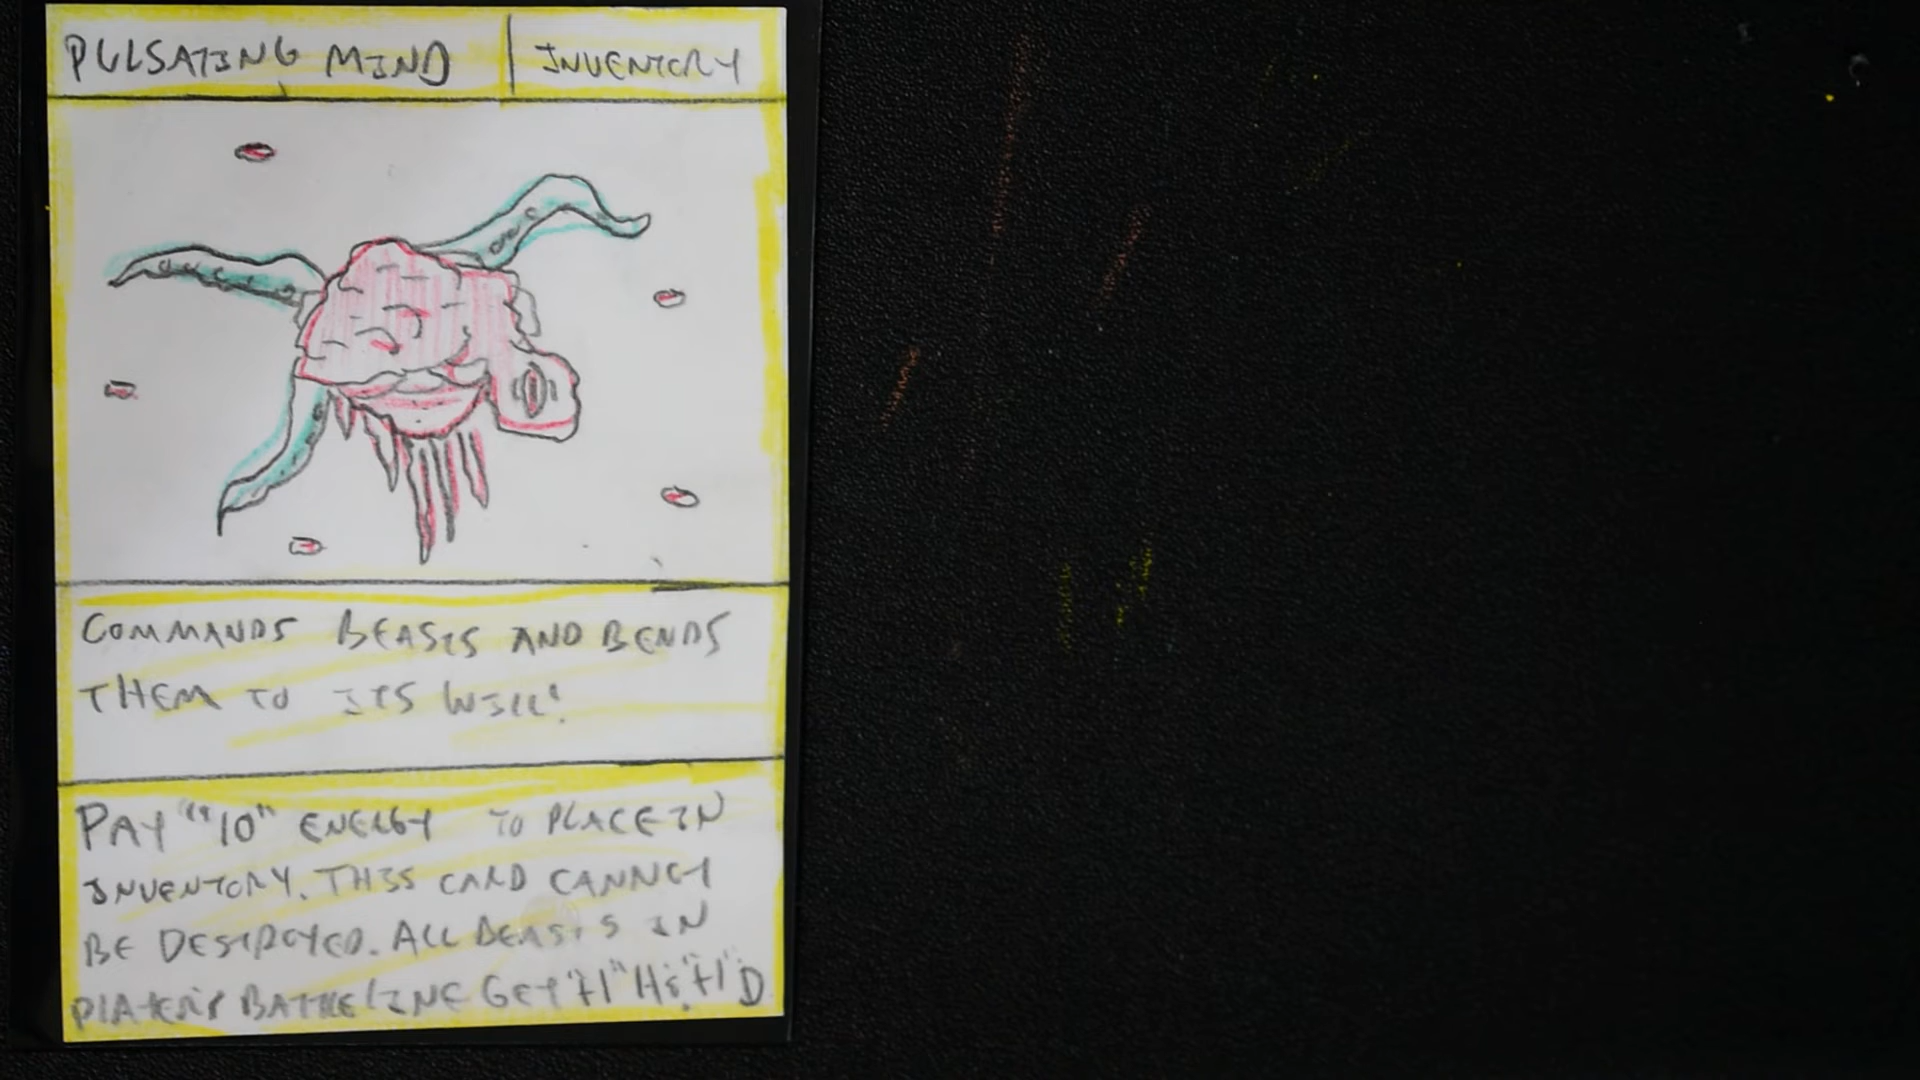 PULSATING MIND | INVENTORY
COMMANDS BEASTS AND BENDS
THEM TO ITS WILL!
PAY "10" ENERGY TO PLACE IN
INVENTORY. THIS CARD CANNOT
BE DESTROYED. ALL BEASTS IN
PLAYER'S BATTLELINE GET "+1" H & "+1" D